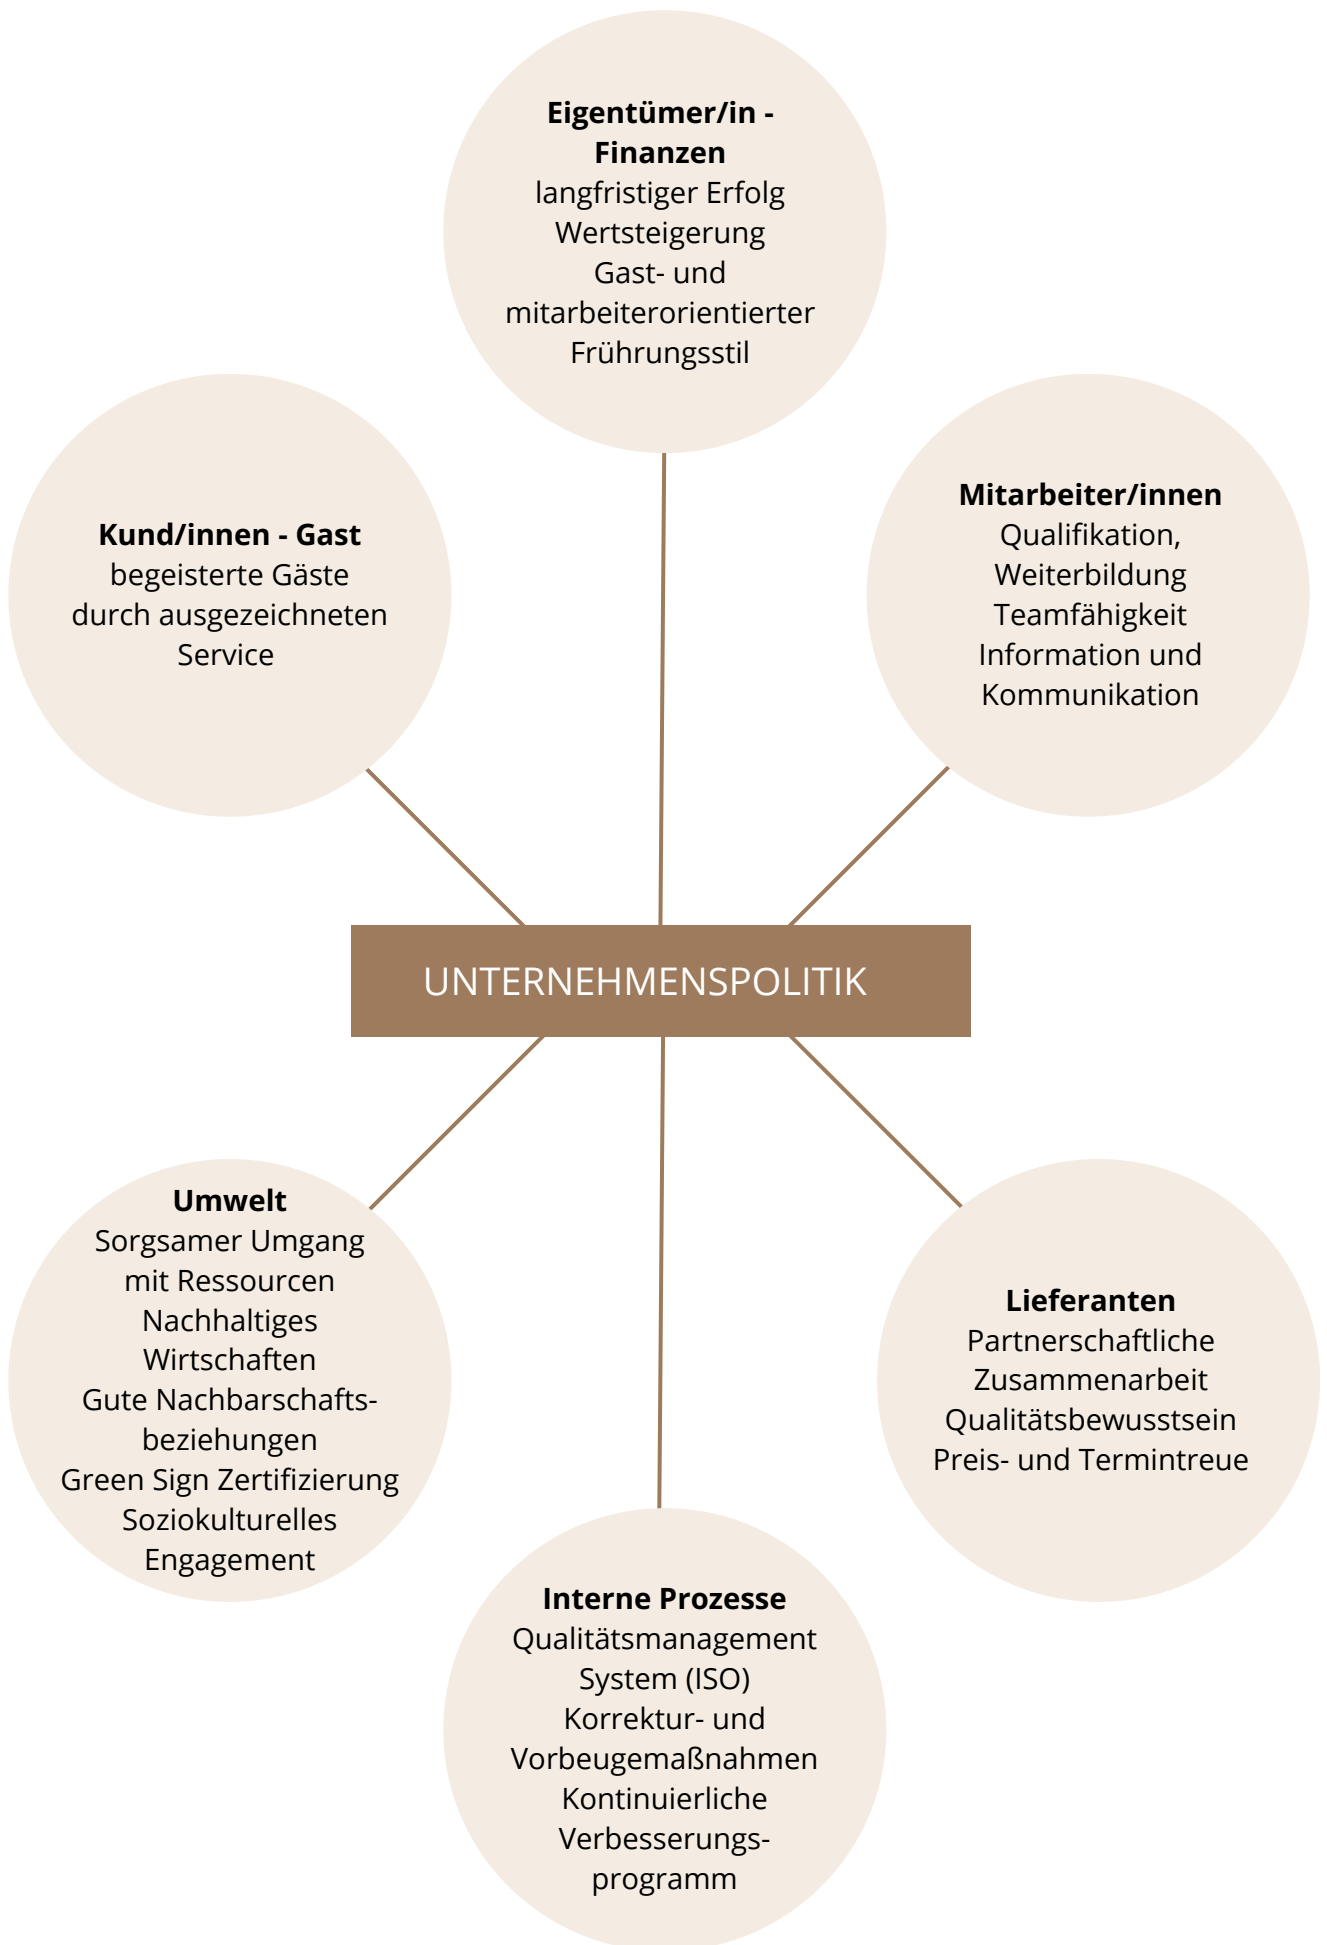 Eigentümer/in -
Finanzen
langfristiger Erfolg
Wertsteigerung
Gast- und
mitarbeiterorientierter
Frührungsstil
Kund/innen - Gast
begeisterte Gäste
durch ausgezeichneten
Service
Mitarbeiter/innen
Qualifikation,
Weiterbildung
Teamfähigkeit
Information und
Kommunikation
UNTERNEHMENSPOLITIK
Umwelt
Sorgsamer Umgang
mit Ressourcen
Nachhaltiges
Wirtschaften
Gute Nachbarschafts-
beziehungen
Green Sign Zertifizierung
Soziokulturelles
Engagement
Lieferanten
Partnerschaftliche
Zusammenarbeit
Qualitätsbewusstsein
Preis- und Termintreue
Interne Prozesse
Qualitätsmanagement
System (ISO)
Korrektur- und
Vorbeugemaßnahmen
Kontinuierliche
Verbesserungs-
programm